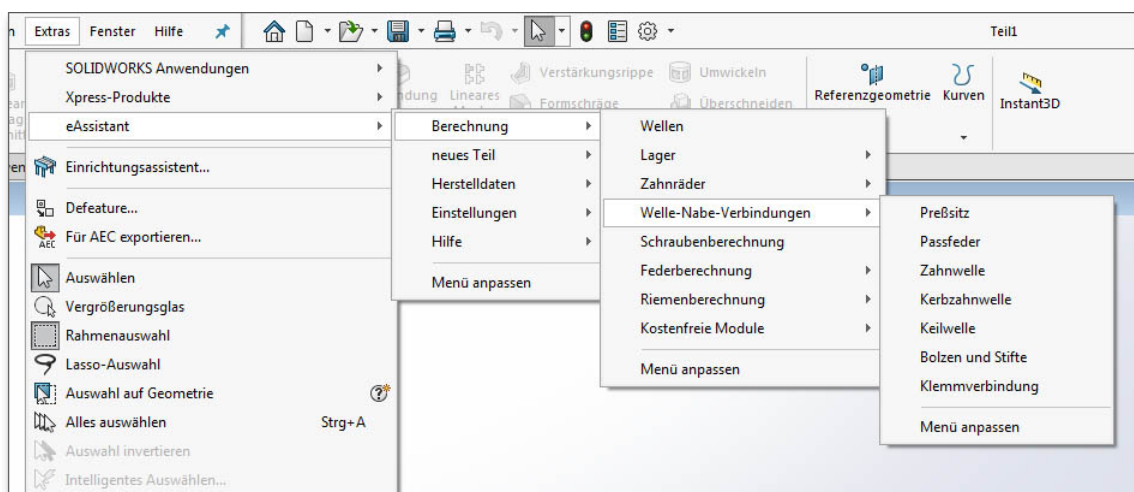 Extras Fenster Hilfe
Teil1
SOLIDWORKS Anwendungen
Xpress-Produkte
eAssistant
Einrichtungsassistent...
Defeature...
Für AEC exportieren...
Auswählen
Vergrößerungsglas
Rahmenauswahl
Lasso-Auswahl
Auswahl auf Geometrie
Alles auswählen Strg+A
Auswahl invertieren
Intelligentes Auswählen...
Lineares
Verstärkungsrippe
Formschräge
Umwickeln
Überschneiden
Referenzgeometrie
Kurven
Instant3D
Berechnung
neues Teil
Herstelldaten
Einstellungen
Hilfe
Menü anpassen
Wellen
Lager
Zahnräder
Welle-Nabe-Verbindungen
Schraubenberechnung
Federberechnung
Riemenberechnung
Kostenfreie Module
Menü anpassen
Preßsitz
Passfeder
Zahnwelle
Kerbzahnwelle
Keilwelle
Bolzen und Stifte
Klemmverbindung
Menü anpassen